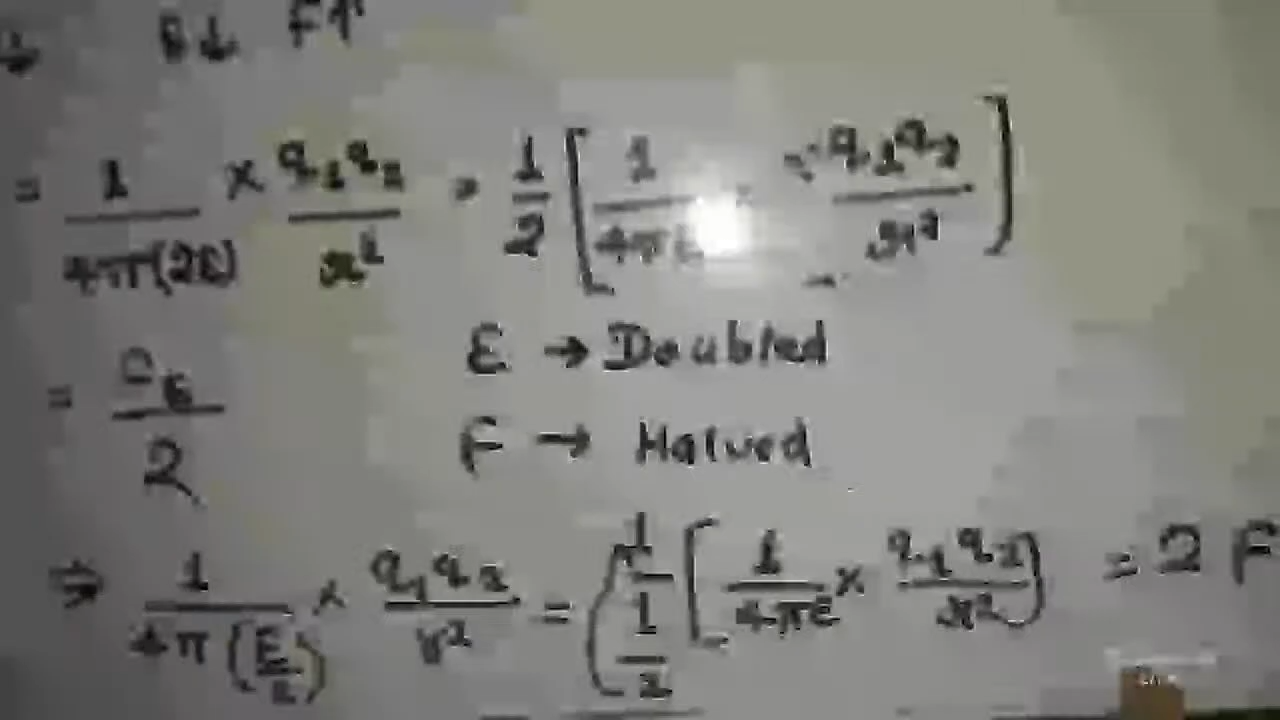 ↓ ε↓ F↑
= 1/4π(2ε) × q₁q₂/r² = 1/2 [1/4πε × q₁q₂/r²]
ε → Doubled
= /2
F → Halved
⇒ 1/4π(ε/2) × q₁q₂/r² = (1/(1/2)) [1/4πε × q₁q₂/r²] = 2F